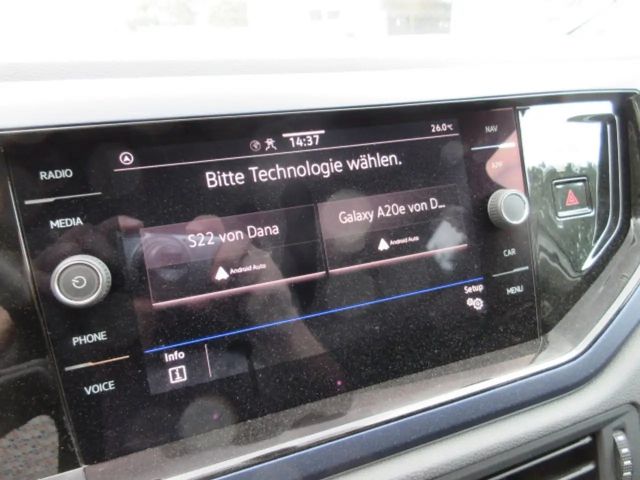 14:37
26.0°C
Bitte Technologie wählen.
S22 von Dana
Android Auto
Galaxy A20e von D...
Android Auto
Setup
Info
RADIO
MEDIA
PHONE
VOICE
NAV
APP
CAR
MENU